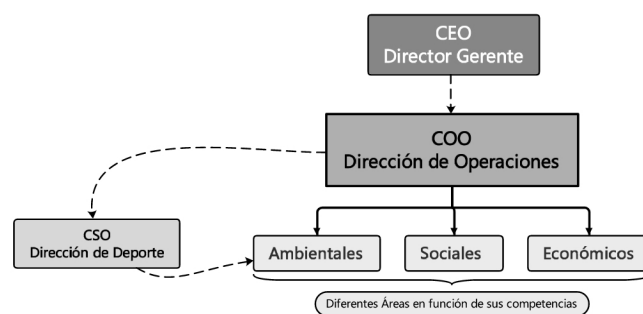 CEO
Director Gerente
COO
Dirección de Operaciones
CSO
Dirección de Deporte
Ambientales
Sociales
Económicos
Diferentes Áreas en función de sus competencias